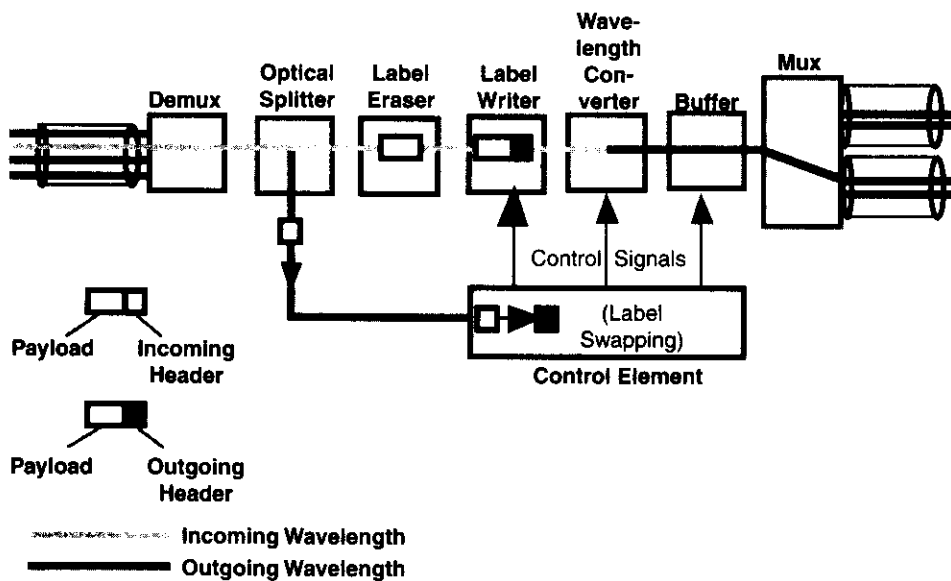 Demux
Optical
Splitter
Label
Eraser
Label
Writer
Wave-
length
Con-
verter
Buffer
Mux
Control Signals
(Label
Swapping)
Control Element
Payload
Incoming
Header
Payload
Outgoing
Header
Incoming Wavelength
Outgoing Wavelength